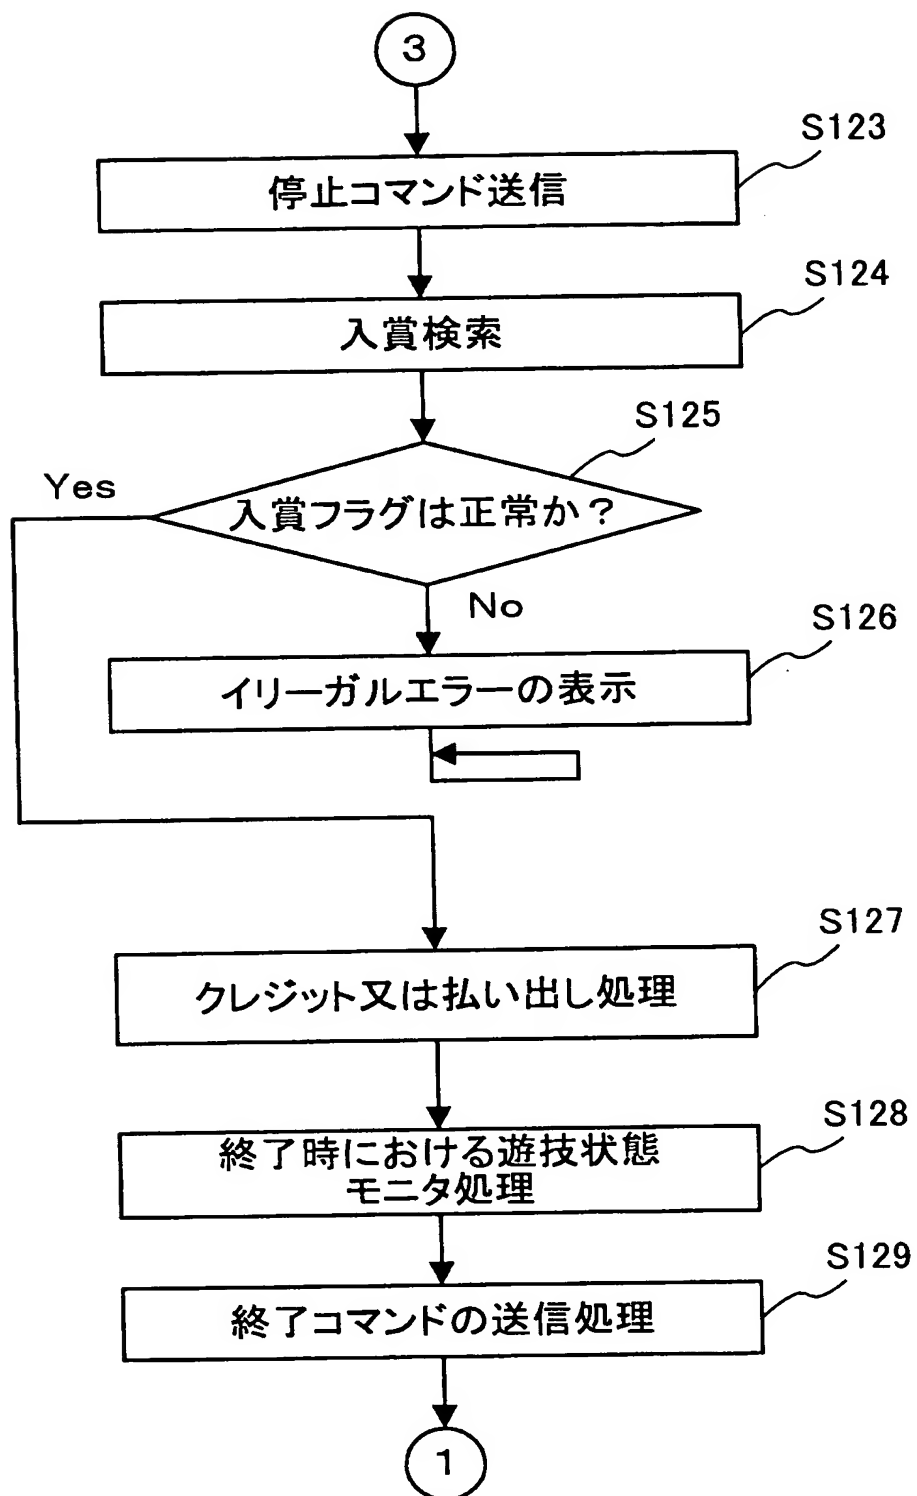 3
S123
停止コマンド送信
S124
入賞検索
S125
Yes
入賞フラグは正常か？
No
S126
イリーガルエラーの表示
S127
クレジット又は払い出し処理
S128
終了時における遊技状態
モニタ処理
S129
終了コマンドの送信処理
1